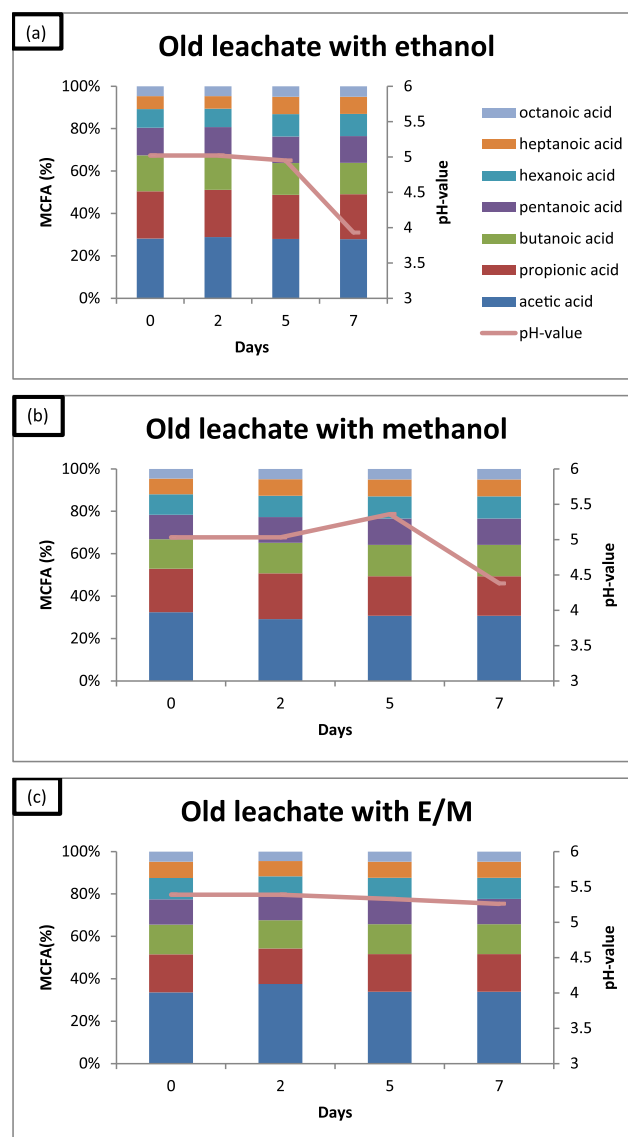 (a)
Old leachate with ethanol
100%
80%
60%
40%
20%
0%
MCFA (%)
6
5.5
5
4.5
4
3.5
3
pH-value
0 2 5 7
Days
octanoic acid
heptanoic acid
hexanoic acid
pentanoic acid
butanoic acid
propionic acid
acetic acid
pH-value
(b)
Old leachate with methanol
100%
80%
60%
40%
20%
0%
MCFA (%)
6
5.5
5
4.5
4
3.5
3
pH-value
0 2 5 7
Days
(c)
Old leachate with E/M
100%
80%
60%
40%
20%
0%
MCFA(%)
6
5.5
5
4.5
4
3.5
3
pH-value
0 2 5 7
Days